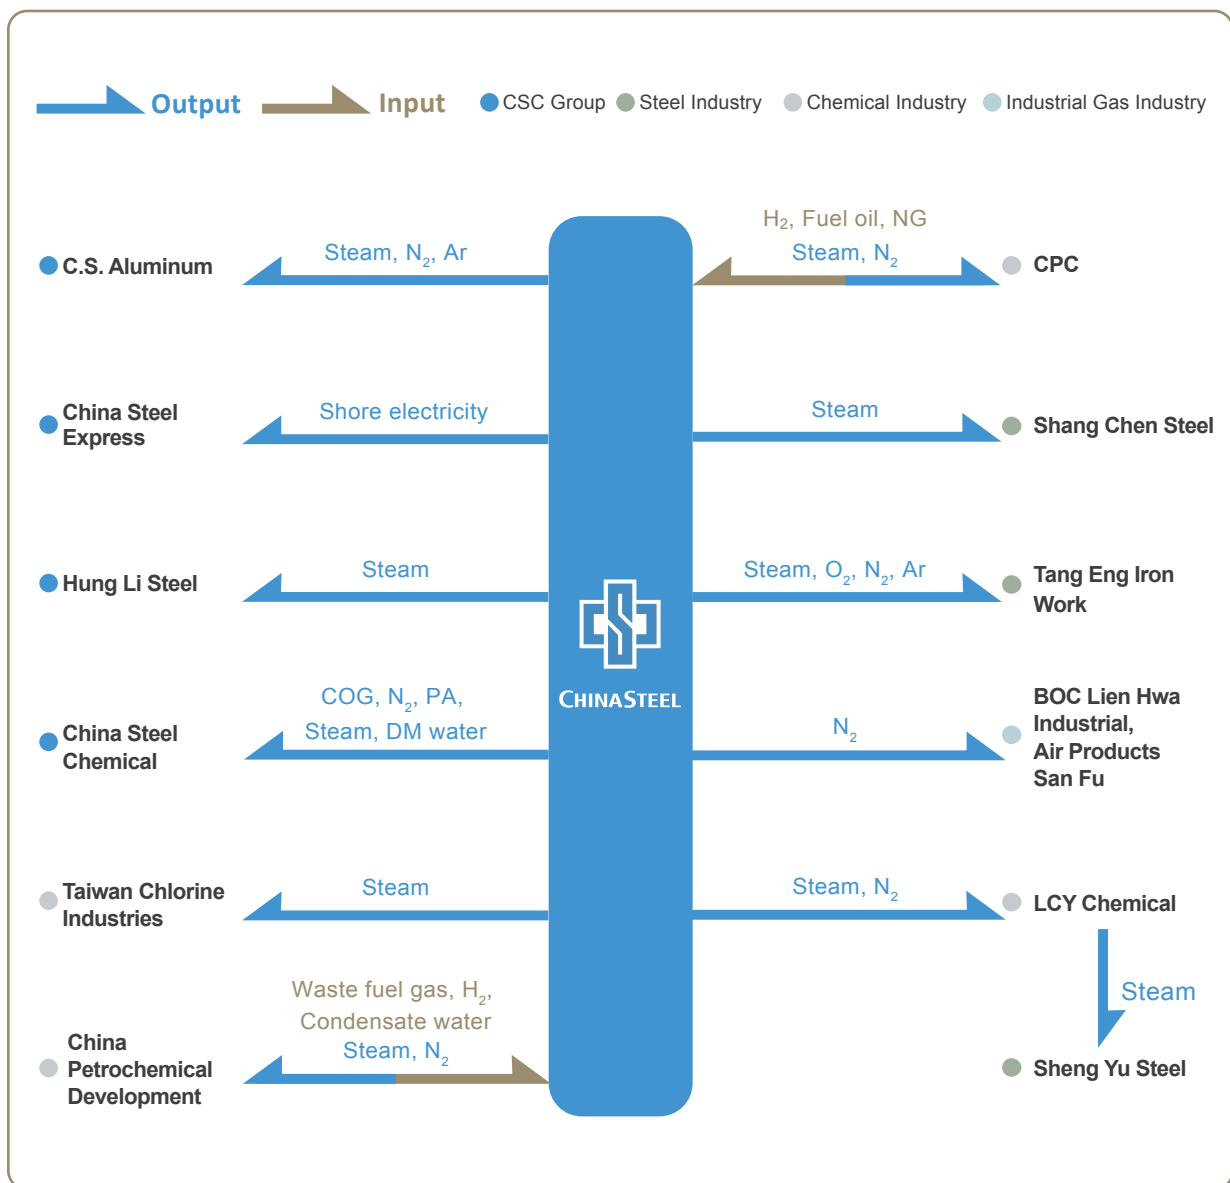 Output
Input
CSC Group
Steel Industry
Chemical Industry
Industrial Gas Industry
C.S. Aluminum
Steam, N₂, Ar
H₂, Fuel oil, NG
Steam, N₂
CPC
China Steel
Express
Shore electricity
Steam
Shang Chen Steel
Hung Li Steel
Steam
Steam, O₂, N₂, Ar
Tang Eng Iron
Work
CHINASTEEL
China Steel
Chemical
COG, N₂, PA,
Steam, DM water
N₂
BOC Lien Hwa
Industrial,
Air Products
San Fu
Taiwan Chlorine
Industries
Steam
Steam, N₂
LCY Chemical
Steam
China
Petrochemical
Development
Waste fuel gas, H₂,
Condensate water
Steam, N₂
Sheng Yu Steel